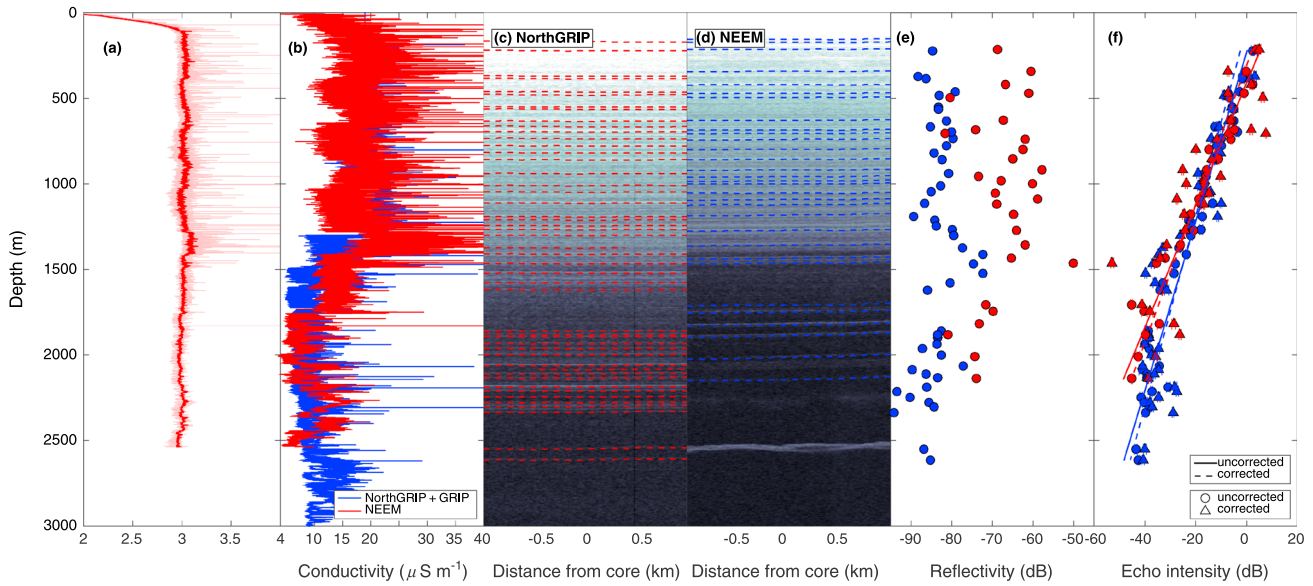 0
500
1000
1500
2000
2500
3000
Depth (m)
(a)
(b)
(c) NorthGRIP
(d) NEEM
(e)
(f)
NorthGRIP + GRIP
NEEM
uncorrected
corrected
uncorrected
corrected
2 2.5 3 3.5 4
10 15 20 25 30 35 40
-0.5 0 0.5
-0.5 0 0.5
-90 -80 -70 -60 -50
-60 -40 -20 0 20
Conductivity (μ S m⁻¹)
Distance from core (km)
Distance from core (km)
Reflectivity (dB)
Echo intensity (dB)